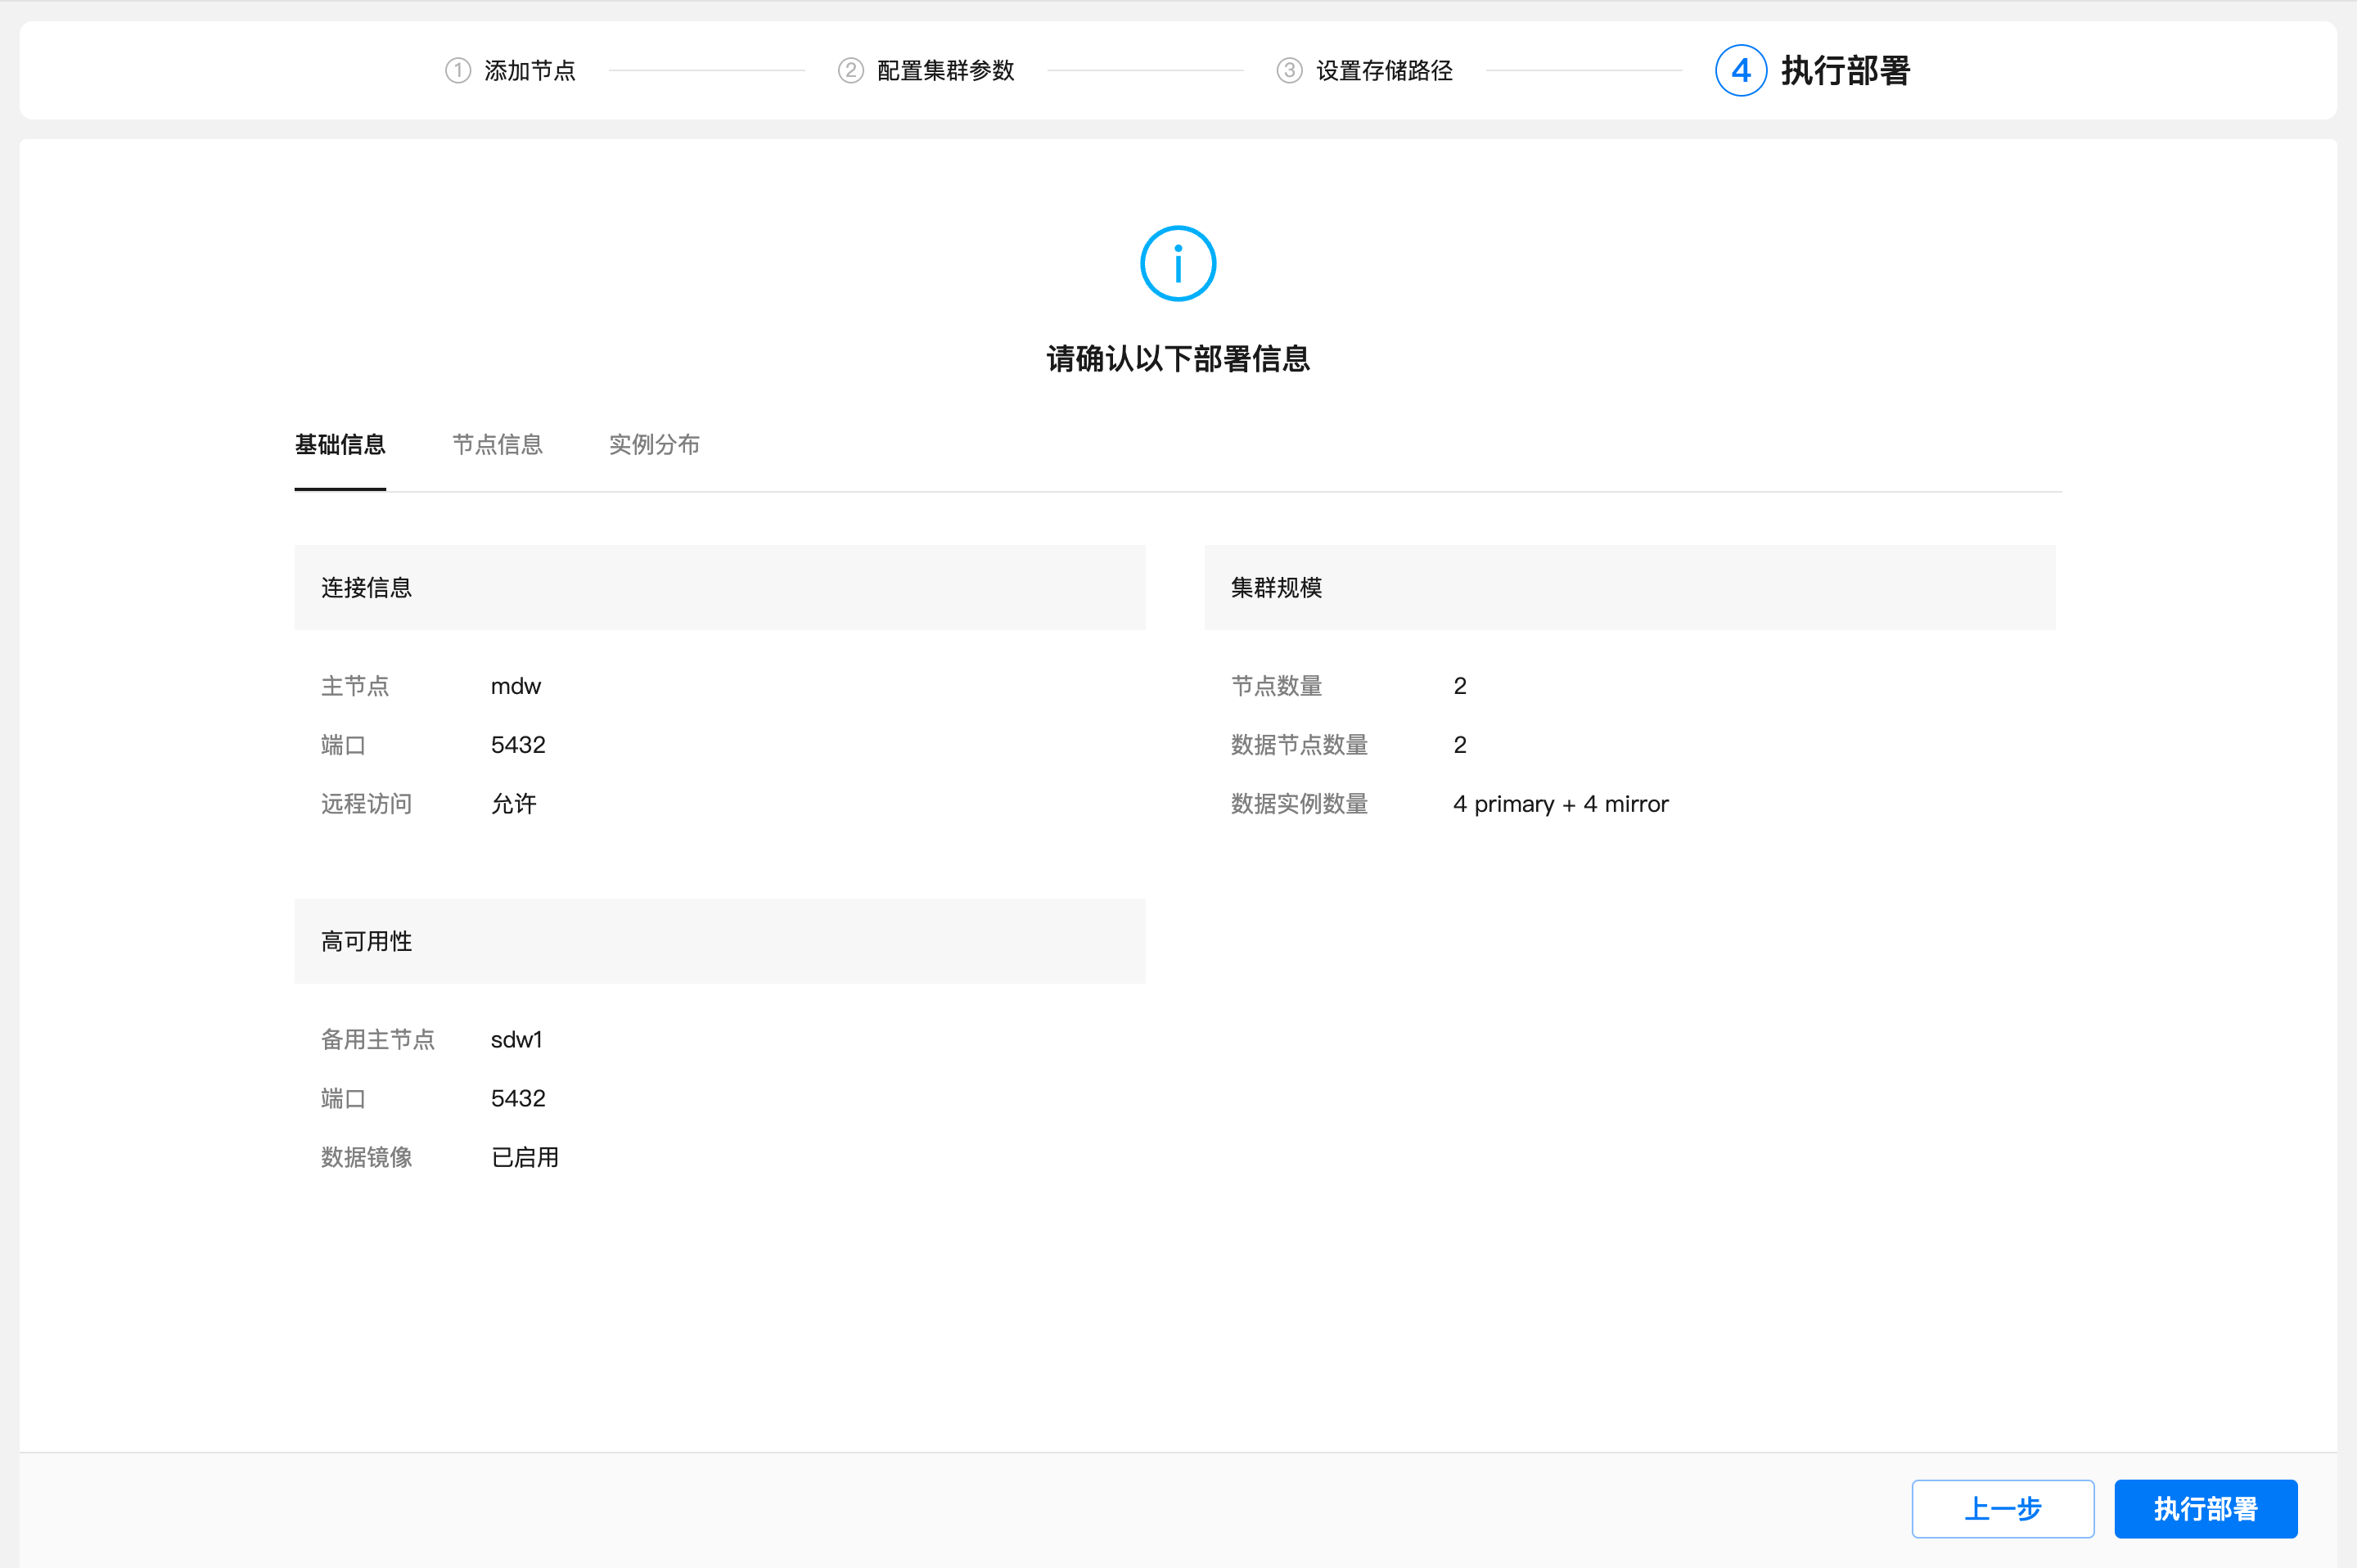 1 添加节点
2 配置集群参数
3 设置存储路径
4 执行部署
请确认以下部署信息
基础信息 节点信息 实例分布
连接信息
主节点 mdw
端口 5432
远程访问 允许
集群规模
节点数量 2
数据节点数量 2
数据实例数量 4 primary + 4 mirror
高可用性
备用主节点 sdw1
端口 5432
数据镜像 已启用
上一步 执行部署